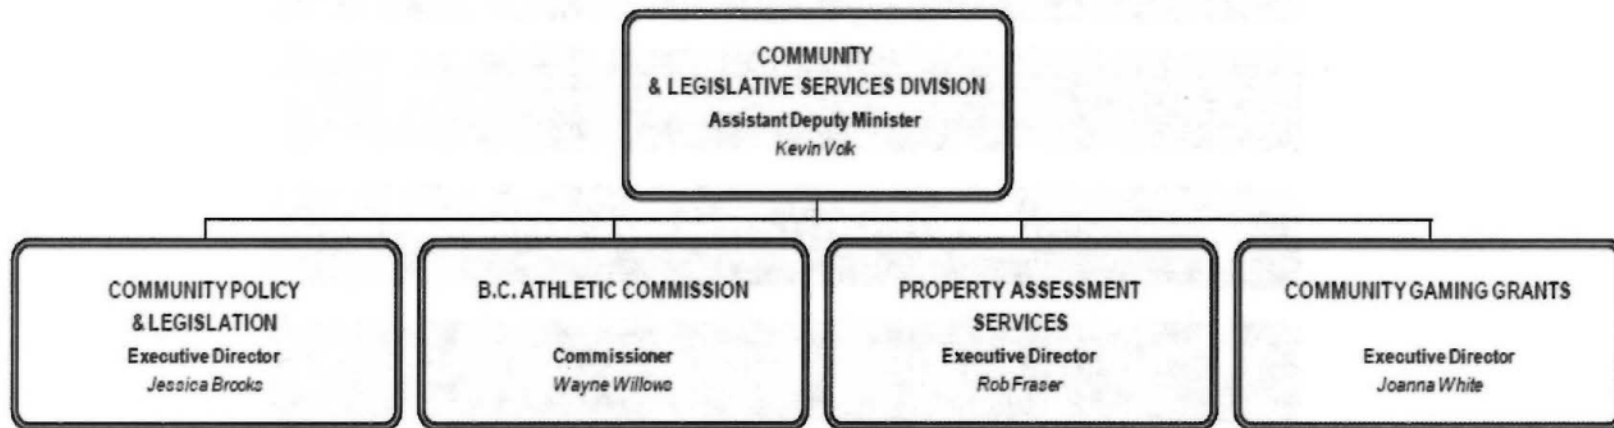 COMMUNITY
& LEGISLATIVE SERVICES DIVISION
Assistant Deputy Minister
Kevin Volk
COMMUNITY POLICY
& LEGISLATION
Executive Director
Jessica Brooks
B.C. ATHLETIC COMMISSION
Commissioner
Wayne Willows
PROPERTY ASSESSMENT
SERVICES
Executive Director
Rob Fraser
COMMUNITY GAMING GRANTS
Executive Director
Joanna White